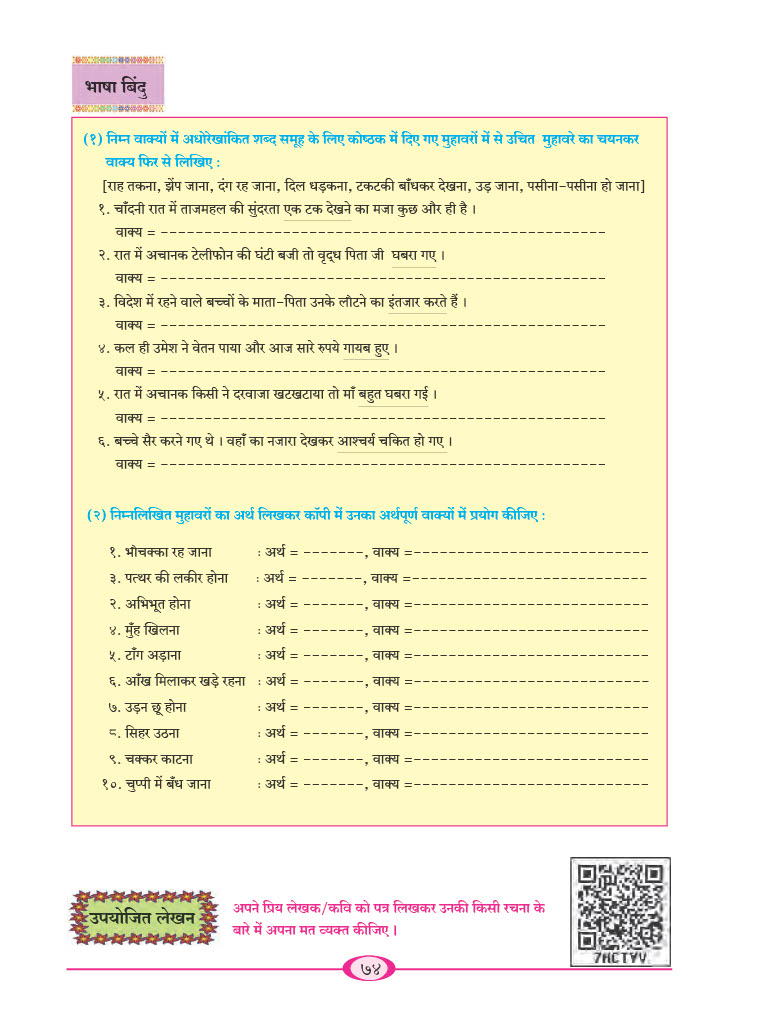 भाषा बिंदु
(१) निम्न वाक्यों में अधोरेखांकित शब्द समूह के लिए कोष्ठक में दिए गए मुहावरों में से उचित मुहावरे का चयनकर
वाक्य फिर से लिखिए :
[राह तकना, झेंप जाना, दंग रह जाना, दिल धड़कना, टकटकी बाँधकर देखना, उड़ जाना, पसीना-पसीना हो जाना]
१. चाँदनी रात में ताजमहल की सुंदरता एक टक देखने का मजा कुछ और ही है ।
वाक्य = --------------------------------------------------
२. रात में अचानक टेलीफोन की घंटी बजी तो वृद्ध पिता जी घबरा गए ।
वाक्य = --------------------------------------------------
३. विदेश में रहने वाले बच्चों के माता-पिता उनके लौटने का इंतजार करते हैं ।
वाक्य = --------------------------------------------------
४. कल ही उमेश ने वेतन पाया और आज सारे रुपये गायब हुए ।
वाक्य = --------------------------------------------------
५. रात में अचानक किसी ने दरवाजा खटखटाया तो माँ बहुत घबरा गई ।
वाक्य = --------------------------------------------------
६. बच्चे सैर करने गए थे । वहाँ का नजारा देखकर आश्चर्य चकित हो गए ।
वाक्य = --------------------------------------------------
(२) निम्नलिखित मुहावरों का अर्थ लिखकर कॉपी में उनका अर्थपूर्ण वाक्यों में प्रयोग कीजिए :
१. भौचक्का रह जाना : अर्थ = -------, वाक्य =---------------------------
३. पत्थर की लकीर होना : अर्थ = -------, वाक्य =---------------------------
२. अभिभूत होना : अर्थ = -------, वाक्य =---------------------------
४. मुँह खिलना : अर्थ = -------, वाक्य =---------------------------
५. टाँग अड़ाना : अर्थ = -------, वाक्य =---------------------------
६. आँख मिलाकर खड़े रहना : अर्थ = -------, वाक्य =---------------------------
७. उड़न छू होना : अर्थ = -------, वाक्य =---------------------------
८. सिहर उठना : अर्थ = -------, वाक्य =---------------------------
९. चक्कर काटना : अर्थ = -------, वाक्य =---------------------------
१०. चुप्पी में बँध जाना : अर्थ = -------, वाक्य =---------------------------
उपयोजित लेखन
अपने प्रिय लेखक/कवि को पत्र लिखकर उनकी किसी रचना के
बारे में अपना मत व्यक्त कीजिए ।
७४